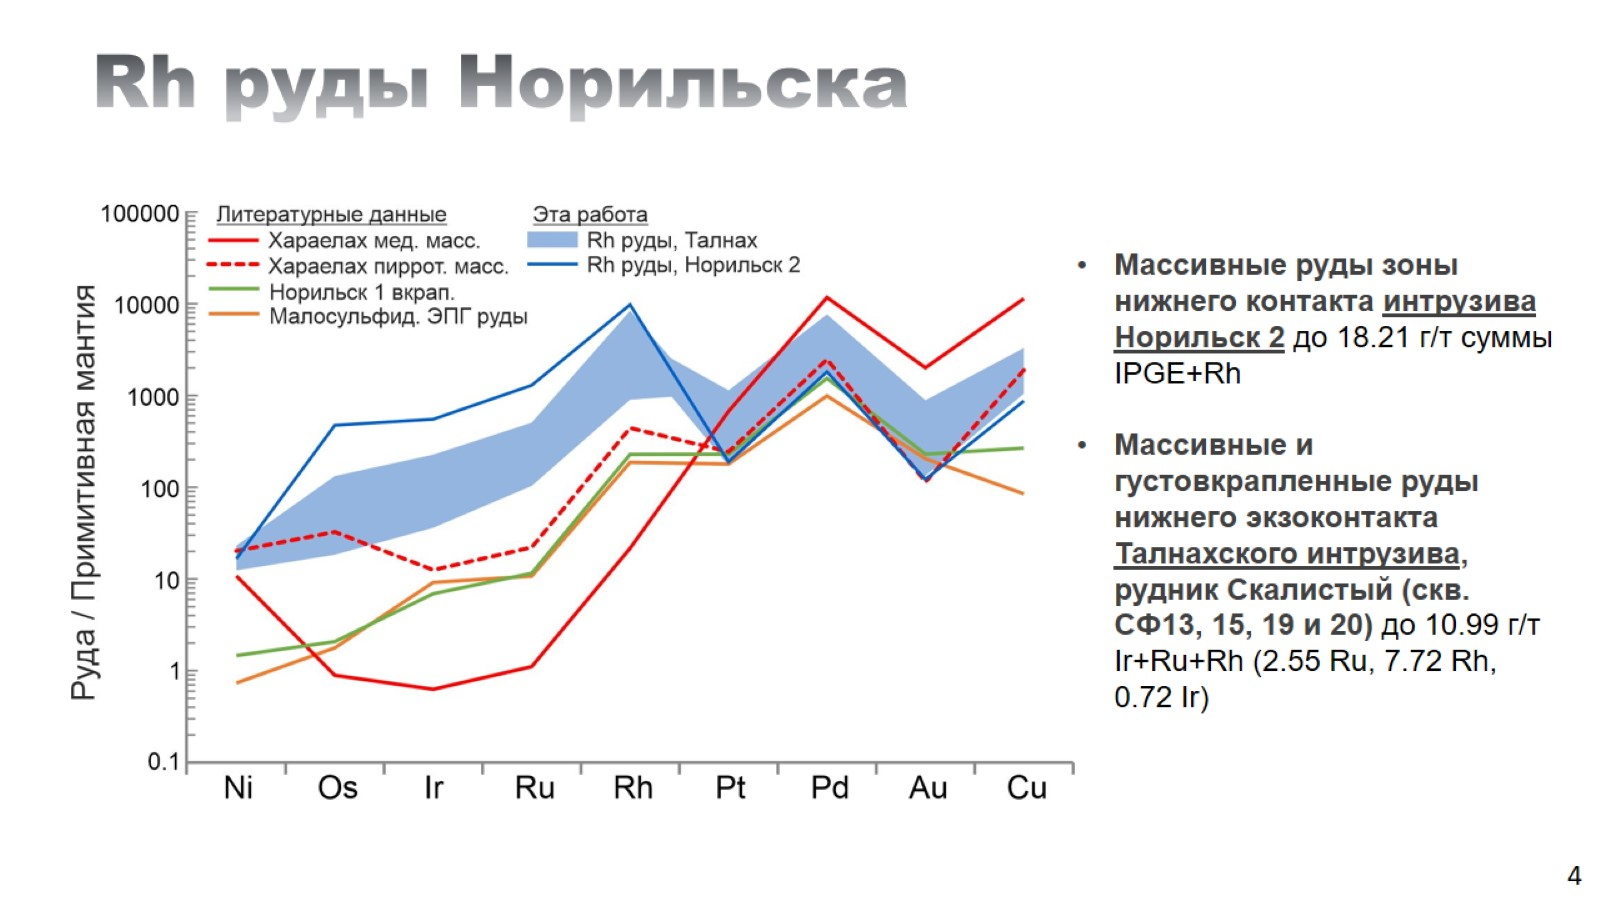 Rh руды Норильска
Руда / Примитивная мантия
100000
10000
1000
100
10
1
0.1
Литературные данные
Хараелах мед. масс.
Хараелах пиррот. масс.
Норильск 1 вкрап.
Малосульфид. ЭПГ руды
Эта работа
Rh руды, Талнах
Rh руды, Норильск 2
Ni Os Ir Ru Rh Pt Pd Au Cu
• Массивные руды зоны
нижнего контакта интрузива
Норильск 2 до 18.21 г/т суммы
IPGE+Rh
• Массивные и
густовкрапленные руды
нижнего экзоконтакта
Талнахского интрузива,
рудник Скалистый (скв.
СФ13, 15, 19 и 20) до 10.99 г/т
Ir+Ru+Rh (2.55 Ru, 7.72 Rh,
0.72 Ir)
4